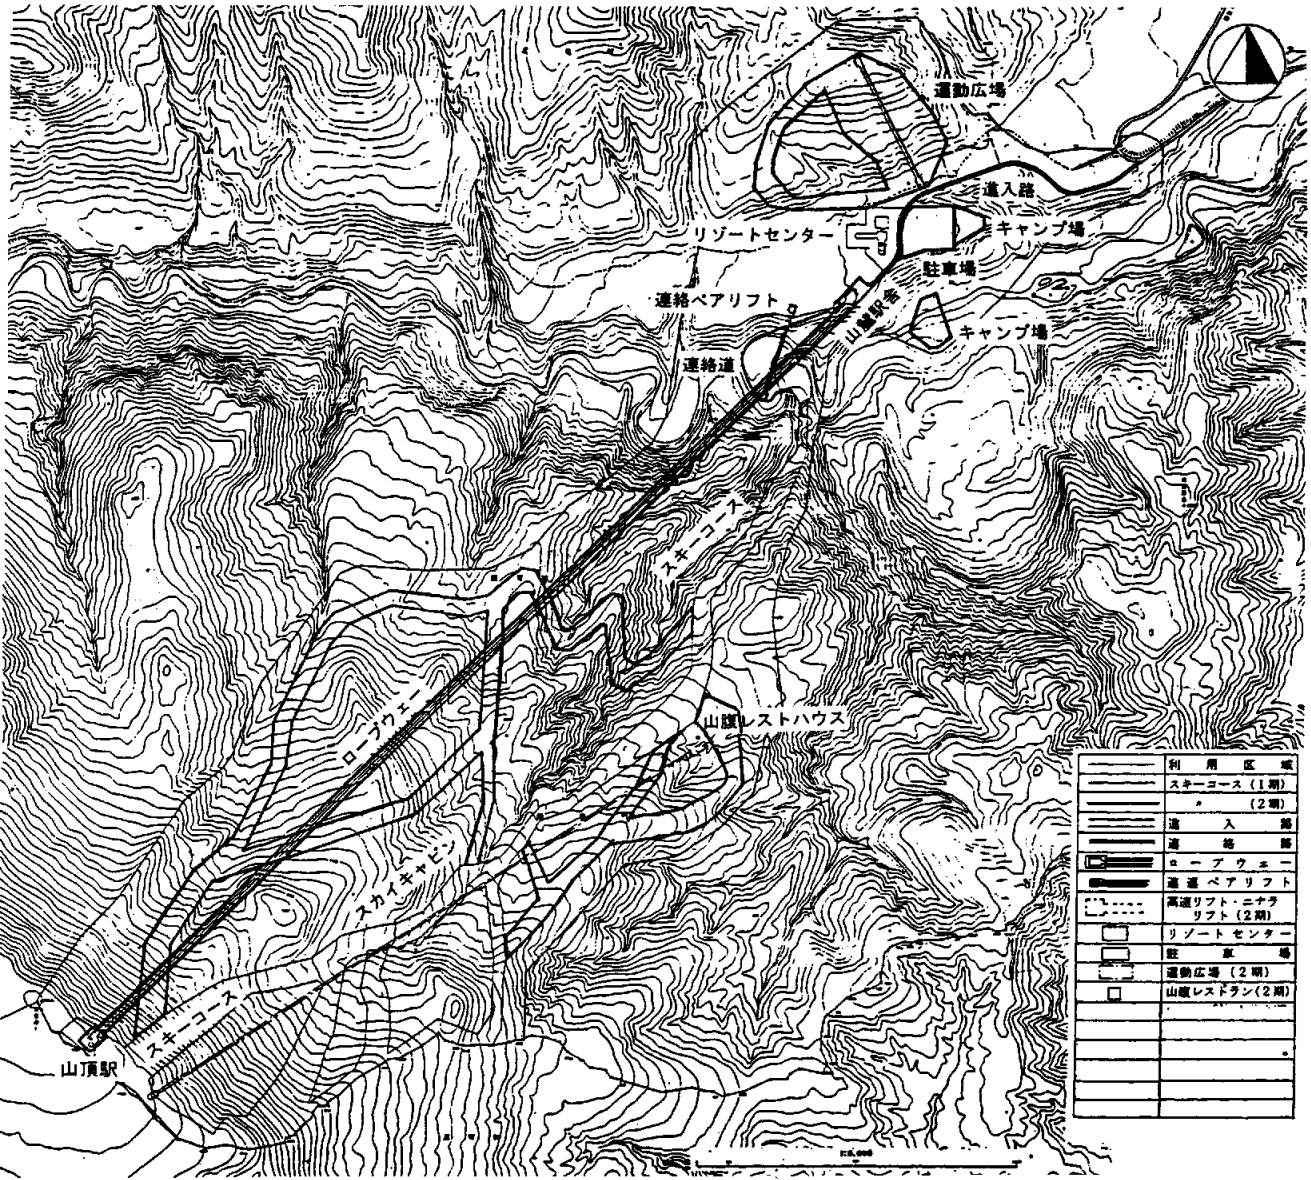 運動広場
進入路
キャンプ場
リゾートセンター
駐車場
連絡ペアリフト
山麓駅舎
キャンプ場
連絡道
スキーコース
ロープウェー
山腹レストハウス
スカイキャビン
スキーコース
山頂駅
利用区域
スキーコース(1期)
〃 (2期)
進入路
連絡路
ロープウェー
連絡ペアリフト
高速リフト・ニナラ
リフト(2期)
リゾートセンター
駐車場
運動広場(2期)
山腹レストラン(2期)